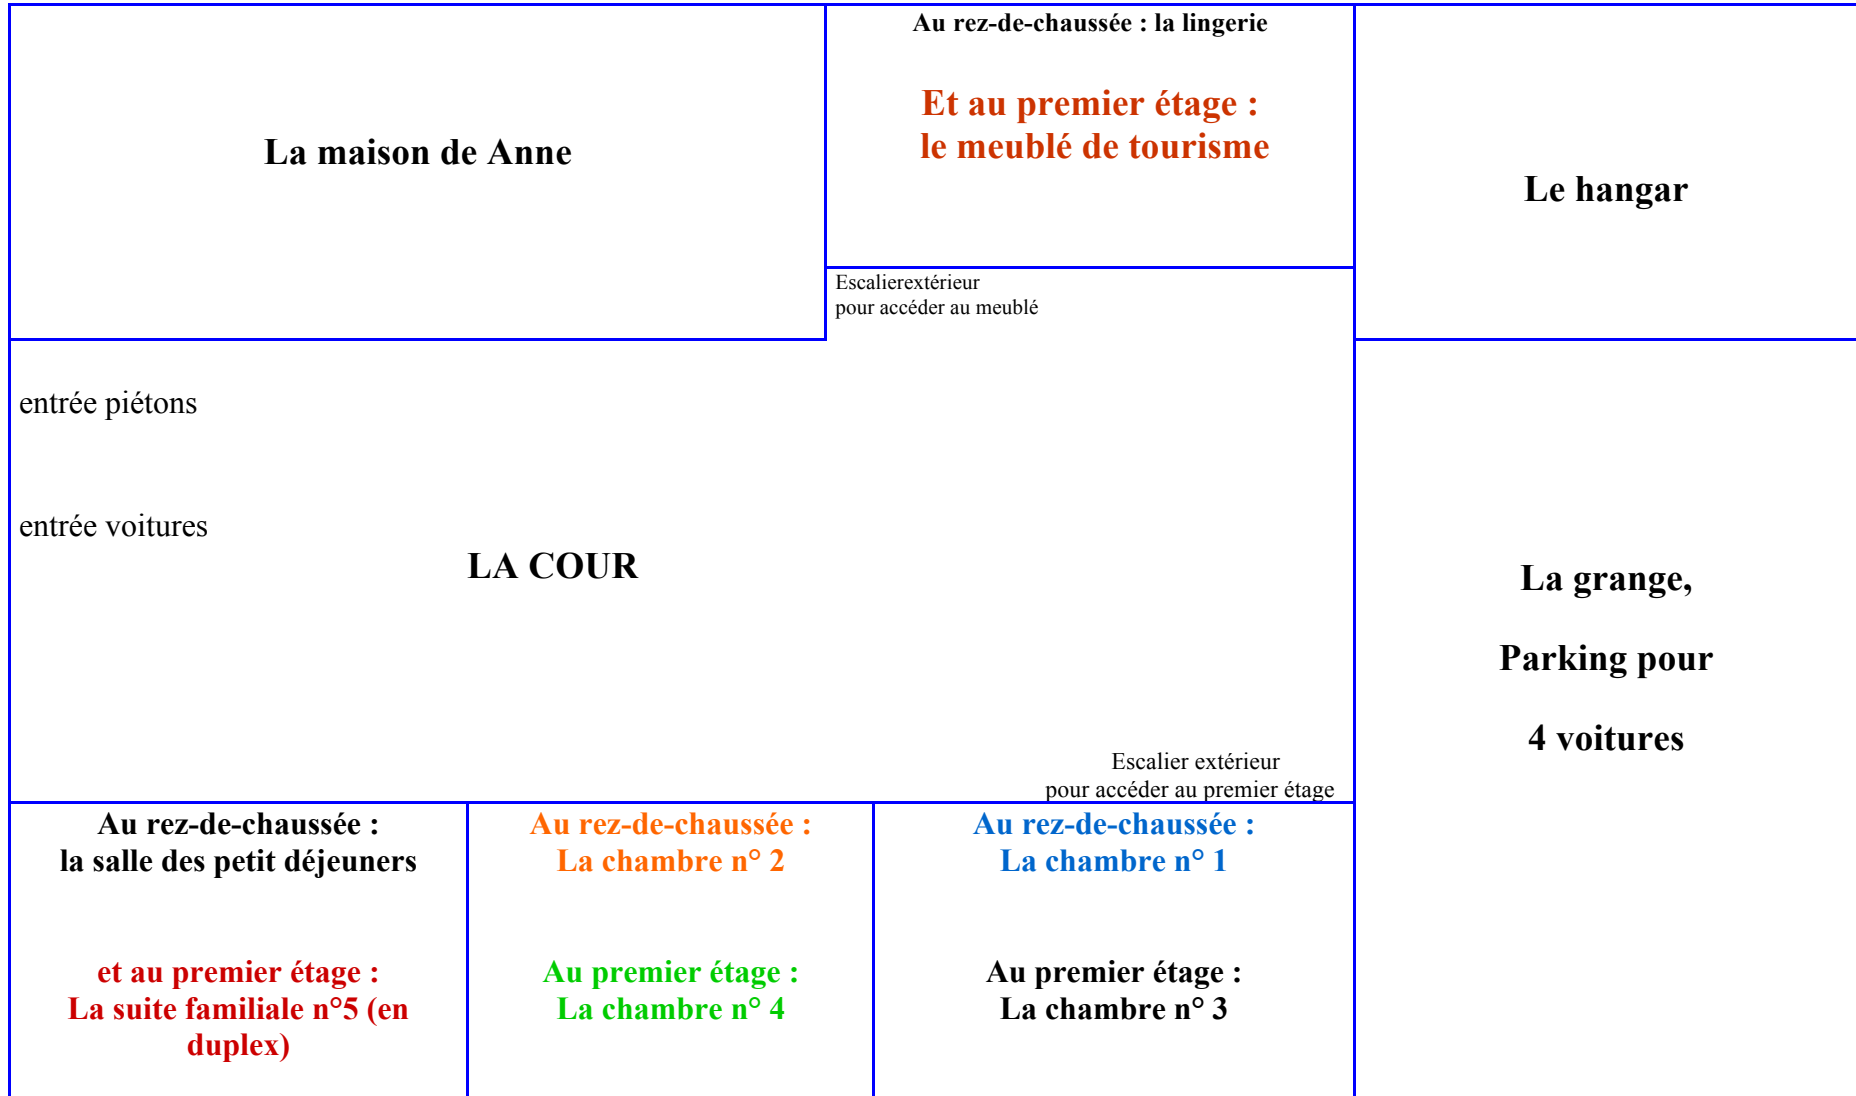 La maison de Anne
Au rez-de-chaussée : la lingerie
Et au premier étage :
le meublé de tourisme
Le hangar
Escalierextérieur
pour accéder au meublé
entrée piétons
entrée voitures
LA COUR
La grange,
Parking pour
4 voitures
Escalier extérieur
pour accéder au premier étage
Au rez-de-chaussée :
la salle des petit déjeuners
et au premier étage :
La suite familiale n°5 (en
duplex)
Au rez-de-chaussée :
La chambre n° 2
Au premier étage :
La chambre n° 4
Au rez-de-chaussée :
La chambre n° 1
Au premier étage :
La chambre n° 3